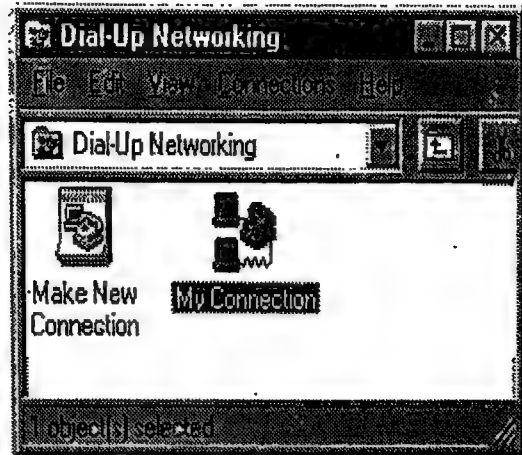 Dial-Up Networking
File Edit View Connections Help
Dial-Up Networking
Make New
Connection
My Connection
1 object(s) selected